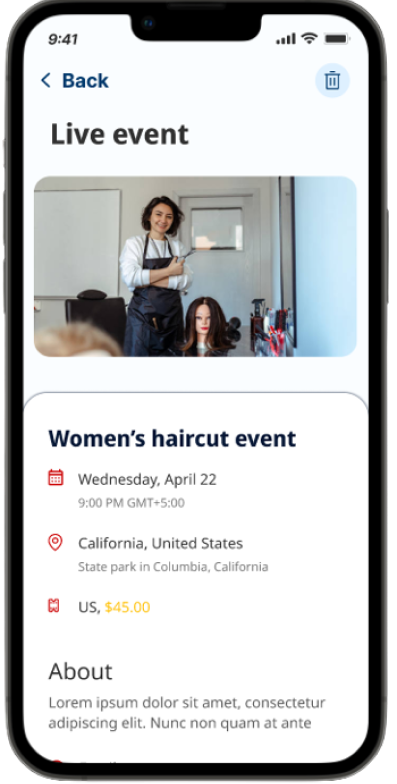 9:41
Back
Live event
Women's haircut event
Wednesday, April 22
9:00 PM GMT+5:00
California, United States
State park in Columbia, California
US, $45.00
About
Lorem ipsum dolor sit amet, consectetur
adipiscing elit. Nunc non quam at ante